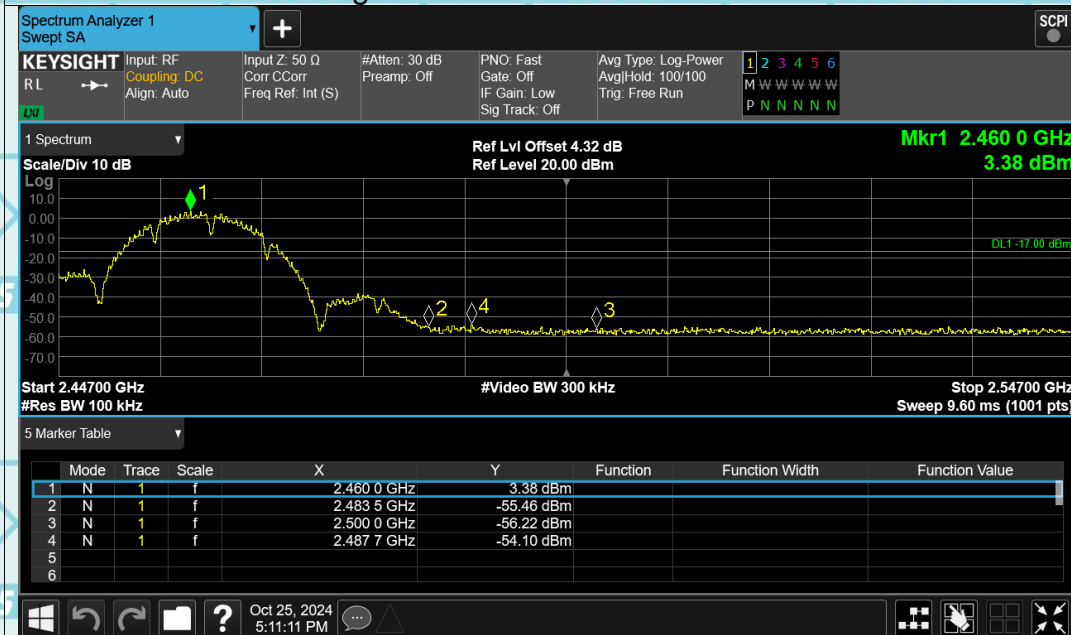 Spectrum Analyzer 1
Swept SA
+
SCPI
KEYSIGHT
R L
LXI
Input: RF
Coupling: DC
Align: Auto
Input Z: 50 Ω
Corr CCorr
Freq Ref: Int (S)
#Atten: 30 dB
Preamp: Off
PNO: Fast
Gate: Off
IF Gain: Low
Sig Track: Off
Avg Type: Log-Power
Avg|Hold: 100/100
Trig: Free Run
1 2 3 4 5 6
M W W W W W
P N N N N N
1 Spectrum
Scale/Div 10 dB
Ref Lvl Offset 4.32 dB
Ref Level 20.00 dBm
Mkr1 2.460 0 GHz
3.38 dBm
Log
10.0
0.00
-10.0
-20.0
-30.0
-40.0
-50.0
-60.0
-70.0
1
2
4
3
DL1 -17.00 dBm
Start 2.44700 GHz
#Res BW 100 kHz
#Video BW 300 kHz
Stop 2.54700 GHz
Sweep 9.60 ms (1001 pts)
5 Marker Table
Mode Trace Scale X Y Function Function Width Function Value
1 N 1 f 2.460 0 GHz 3.38 dBm
2 N 1 f 2.483 5 GHz -55.46 dBm
3 N 1 f 2.500 0 GHz -56.22 dBm
4 N 1 f 2.487 7 GHz -54.10 dBm
5
6
?
Oct 25, 2024
5:11:11 PM